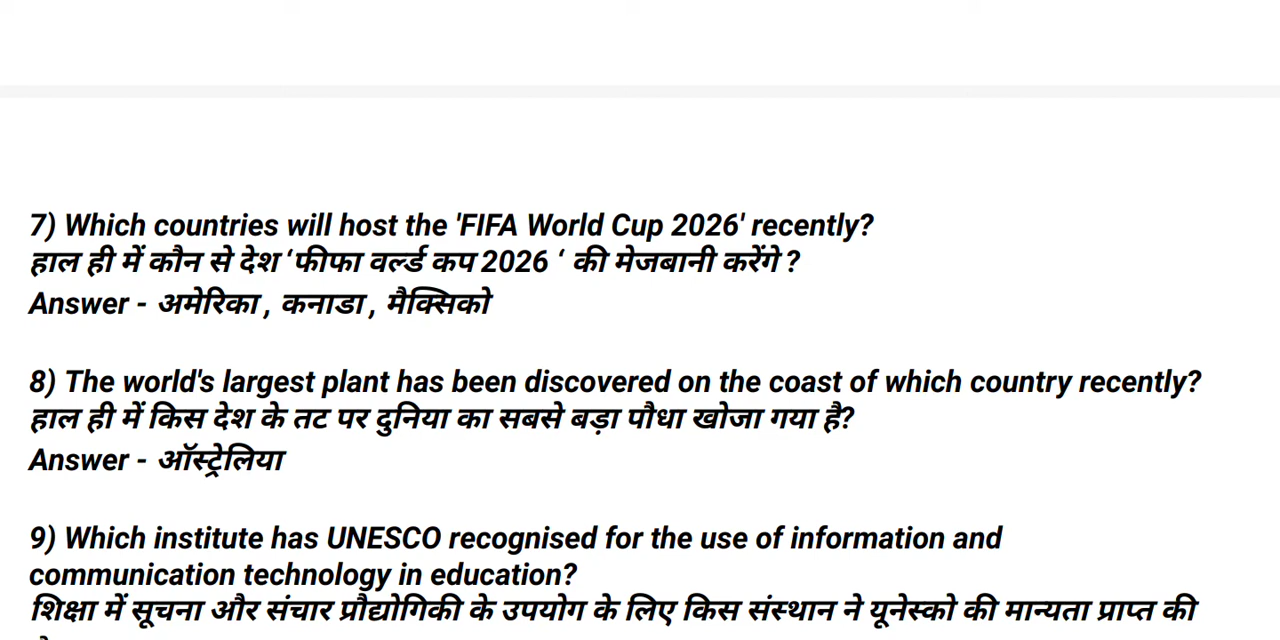 7) Which countries will host the 'FIFA World Cup 2026' recently?
हाल ही में कौन से देश ‘फीफा वर्ल्ड कप 2026 ‘ की मेजबानी करेंगे ?
Answer - अमेरिका , कनाडा , मैक्सिको
8) The world's largest plant has been discovered on the coast of which country recently?
हाल ही में किस देश के तट पर दुनिया का सबसे बड़ा पौधा खोजा गया है?
Answer - ऑस्ट्रेलिया
9) Which institute has UNESCO recognised for the use of information and
communication technology in education?
शिक्षा में सूचना और संचार प्रौद्योगिकी के उपयोग के लिए किस संस्थान ने यूनेस्को की मान्यता प्राप्त की